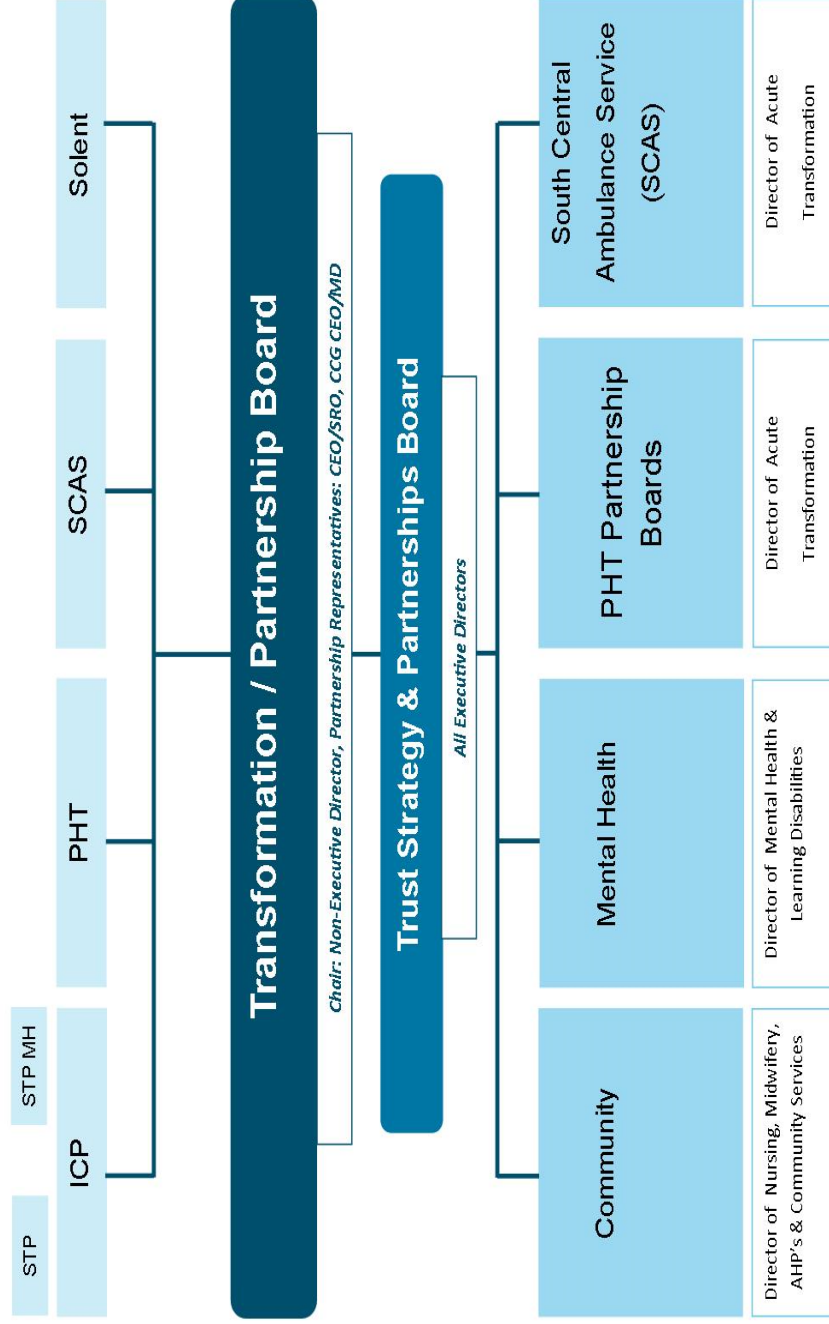 STP
STP MH
ICP
PHT
SCAS
Solent
Transformation / Partnership Board
Chair: Non-Executive Director, Partnership Representatives: CEO/SRO, CCG CEO/MD
Trust Strategy & Partnerships Board
All Executive Directors
Community
Mental Health
PHT Partnership
Boards
South Central
Ambulance Service
(SCAS)
Director of Nursing, Midwifery,
AHP's & Community Services
Director of Mental Health &
Learning Disabilities
Director of Acute
Transformation
Director of Acute
Transformation